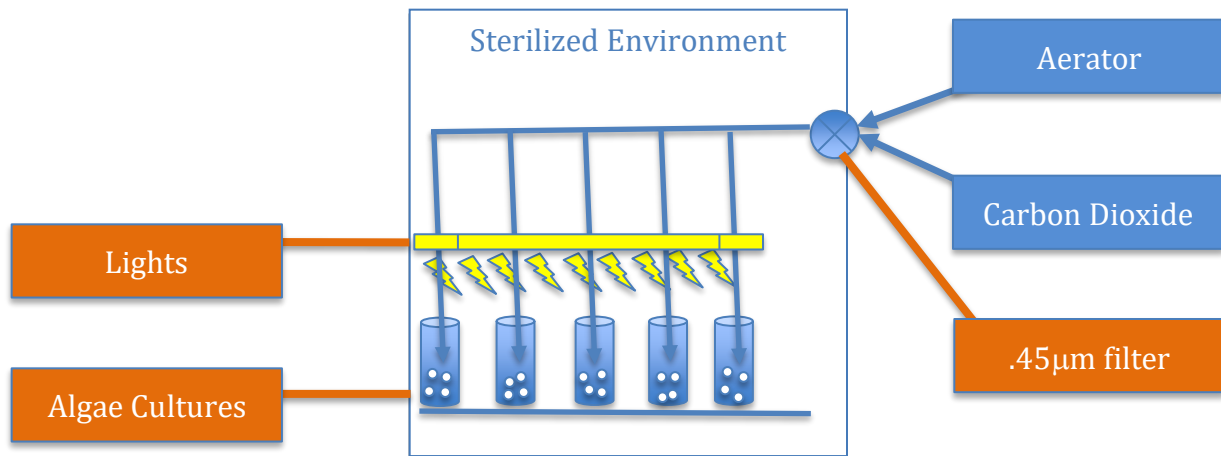 Sterilized Environment
Aerator
Carbon Dioxide
Lights
.45µm filter
Algae Cultures